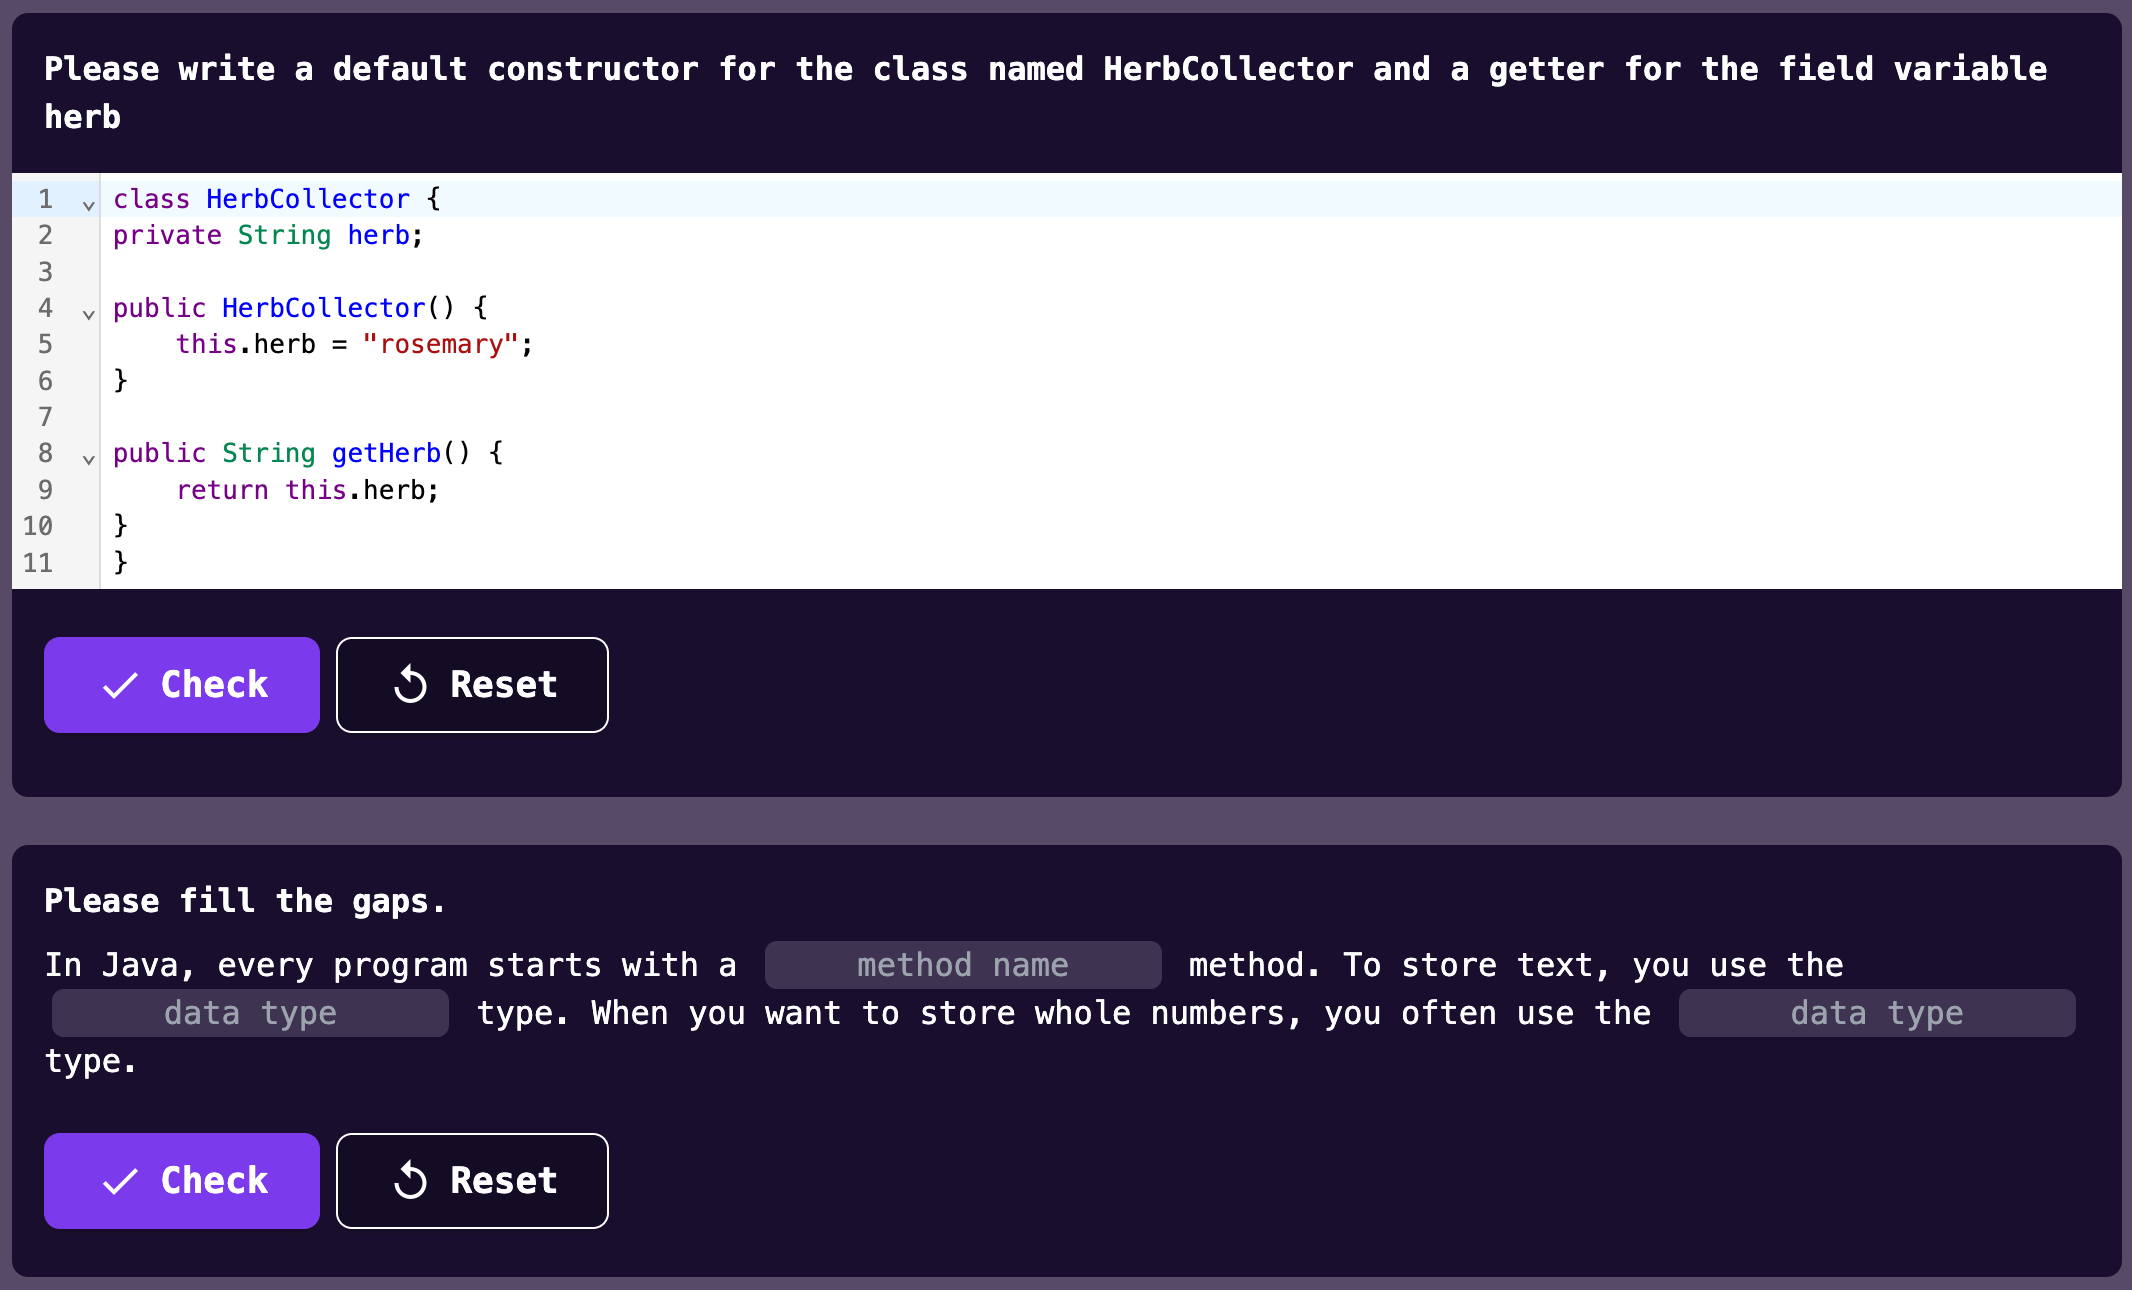 Please write a default constructor for the class named HerbCollector and a getter for the field variable
herb
1 class HerbCollector {
2 private String herb;
3
4 public HerbCollector() {
5     this.herb = "rosemary";
6 }
7
8 public String getHerb() {
9     return this.herb;
10 }
11 }
Check Reset
Please fill the gaps.
In Java, every program starts with a method name method. To store text, you use the
data type type. When you want to store whole numbers, you often use the data type
type.
Check Reset